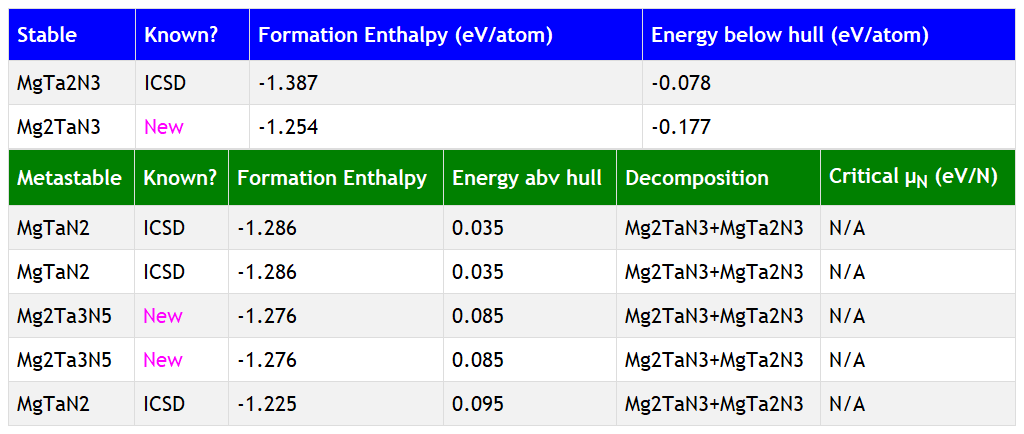 Stable Known? Formation Enthalpy (eV/atom) Energy below hull (eV/atom)
MgTa2N3 ICSD -1.387 -0.078
Mg2TaN3 New -1.254 -0.177
Metastable Known? Formation Enthalpy Energy abv hull Decomposition Critical μN (eV/N)
MgTaN2 ICSD -1.286 0.035 Mg2TaN3+MgTa2N3 N/A
MgTaN2 ICSD -1.286 0.035 Mg2TaN3+MgTa2N3 N/A
Mg2Ta3N5 New -1.276 0.085 Mg2TaN3+MgTa2N3 N/A
Mg2Ta3N5 New -1.276 0.085 Mg2TaN3+MgTa2N3 N/A
MgTaN2 ICSD -1.225 0.095 Mg2TaN3+MgTa2N3 N/A